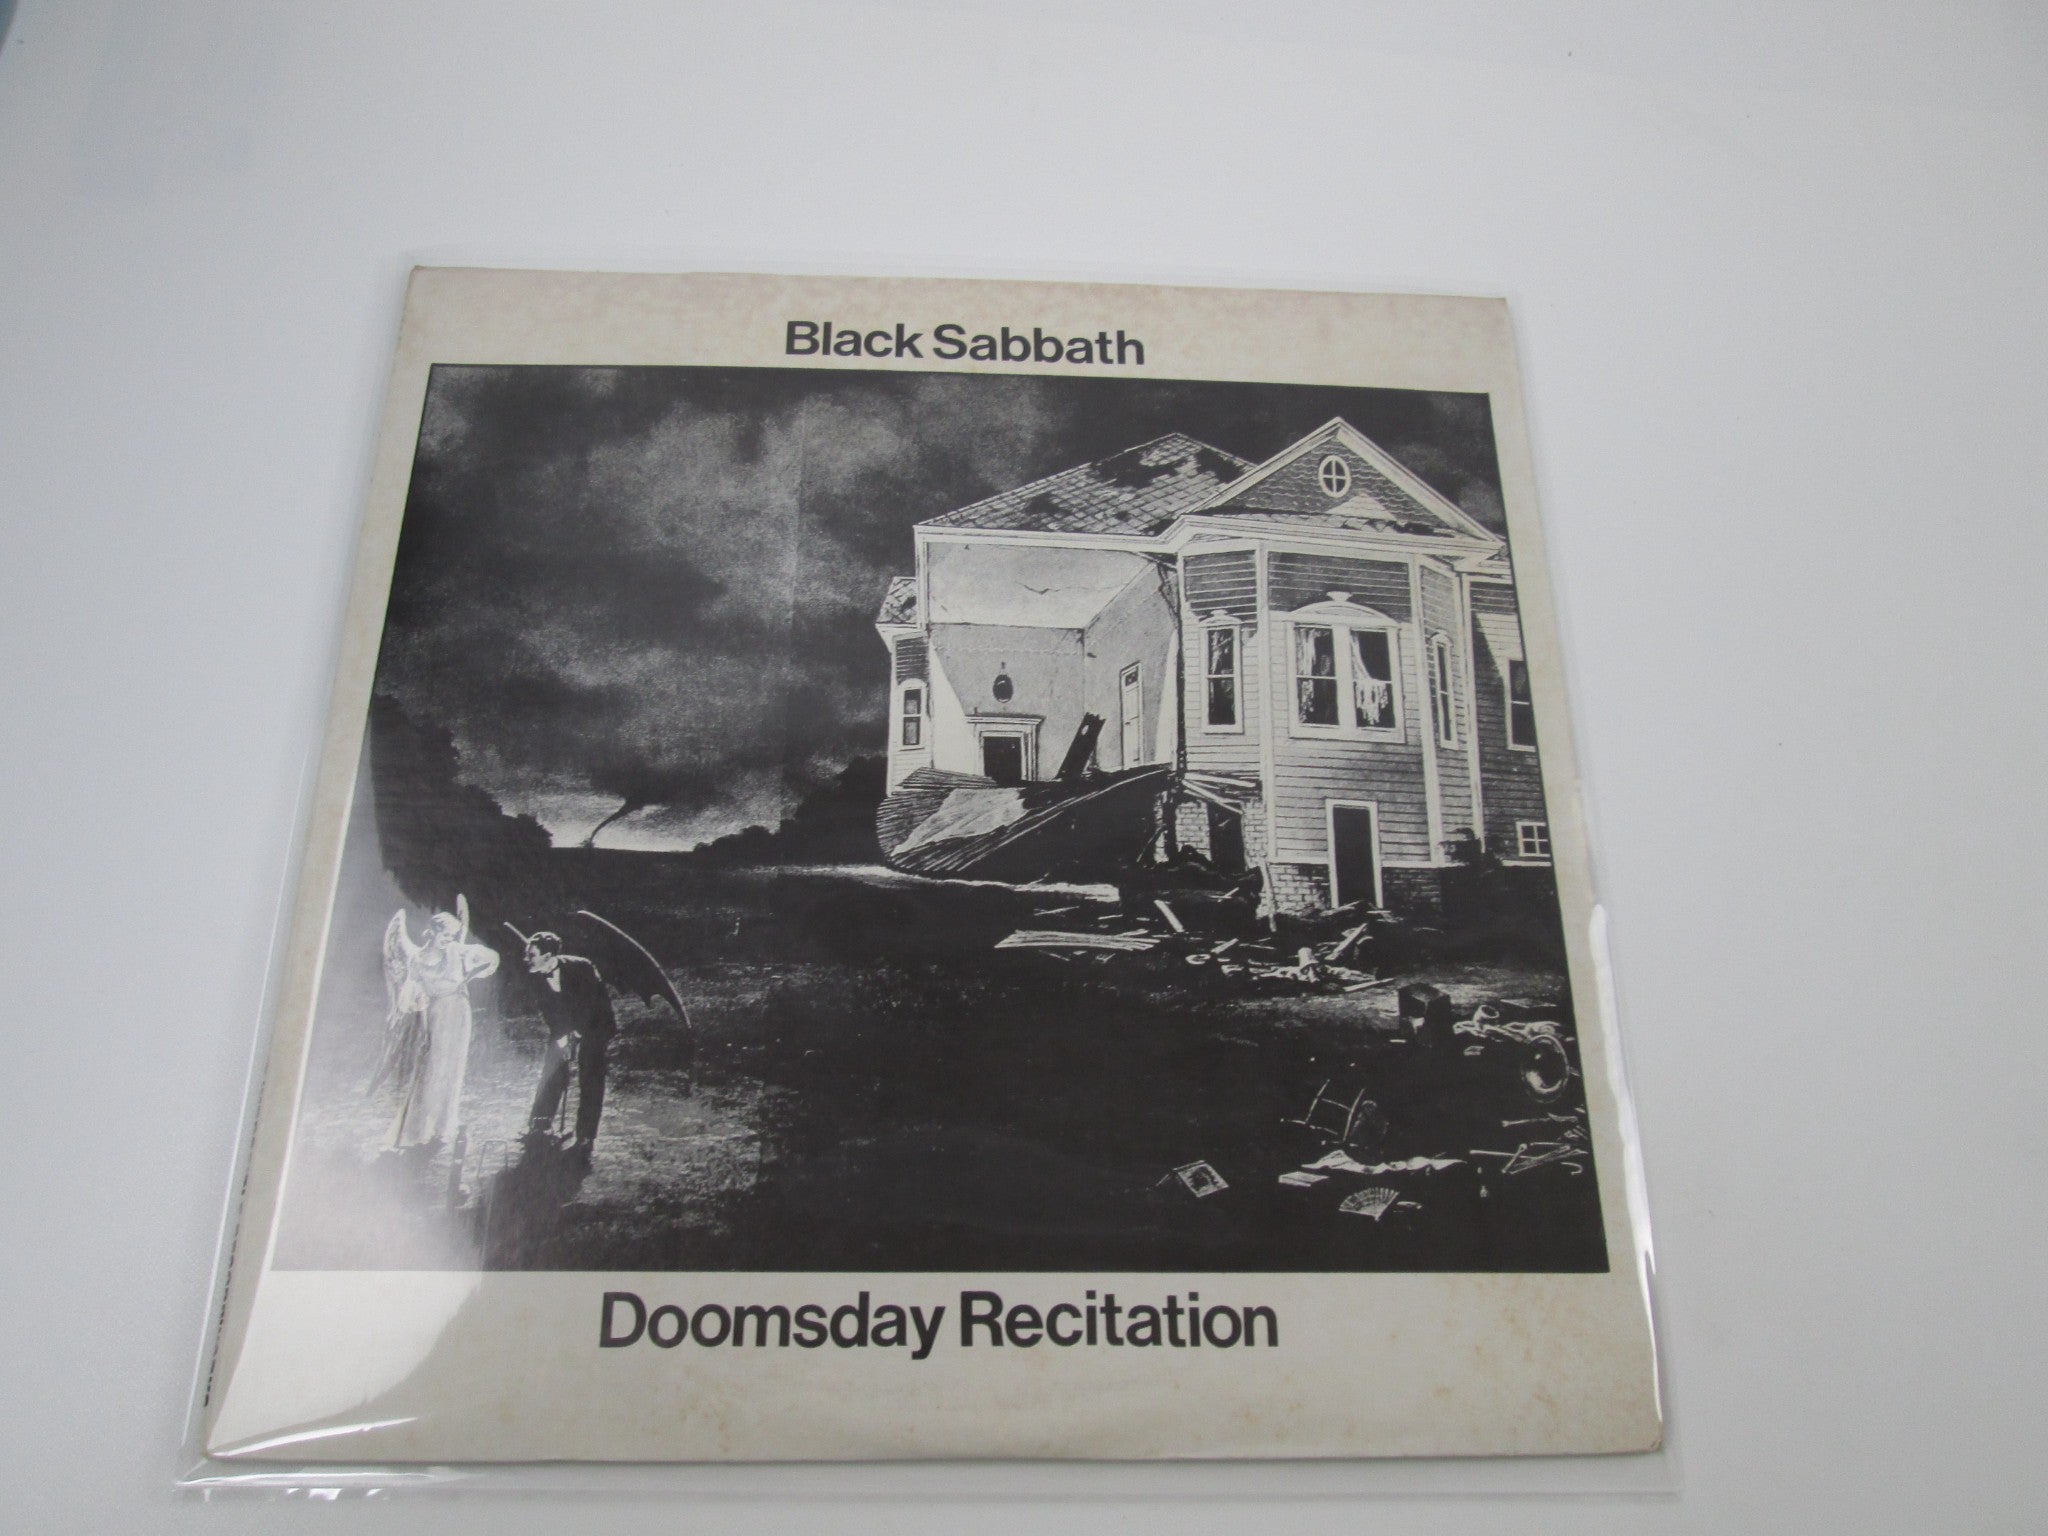 Black Sabbath
Doomsday Recitation